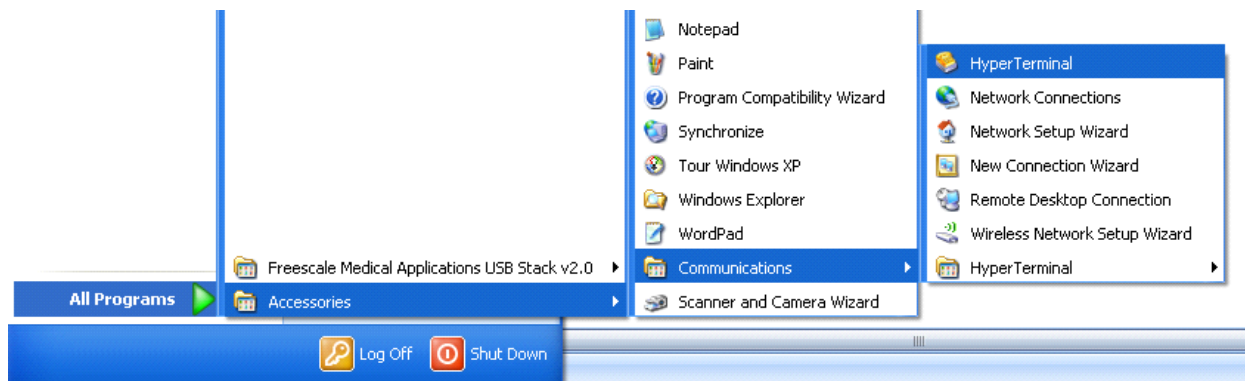 Notepad
Paint
Program Compatibility Wizard
Synchronize
Tour Windows XP
Windows Explorer
WordPad
Communications
Scanner and Camera Wizard
HyperTerminal
Network Connections
Network Setup Wizard
New Connection Wizard
Remote Desktop Connection
Wireless Network Setup Wizard
HyperTerminal
Freescale Medical Applications USB Stack v2.0
Accessories
All Programs
Log Off
Shut Down